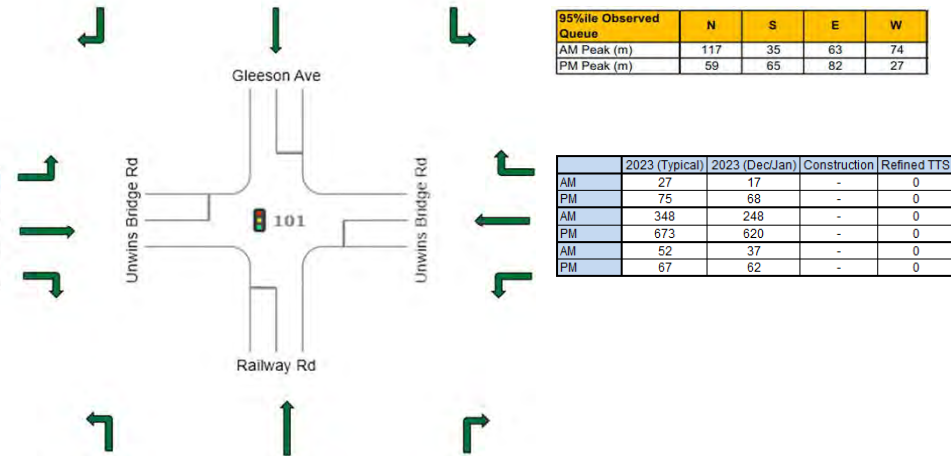 95%ile Observed Queue N S E W
AM Peak (m) 117 35 63 74
PM Peak (m) 59 65 82 27
Gleeson Ave
Unwins Bridge Rd
Unwins Bridge Rd
101
Railway Rd
2023 (Typical) 2023 (Dec/Jan) Construction Refined TTS
AM 27 17 - 0
PM 75 68 - 0
AM 348 248 - 0
PM 673 620 - 0
AM 52 37 - 0
PM 67 62 - 0